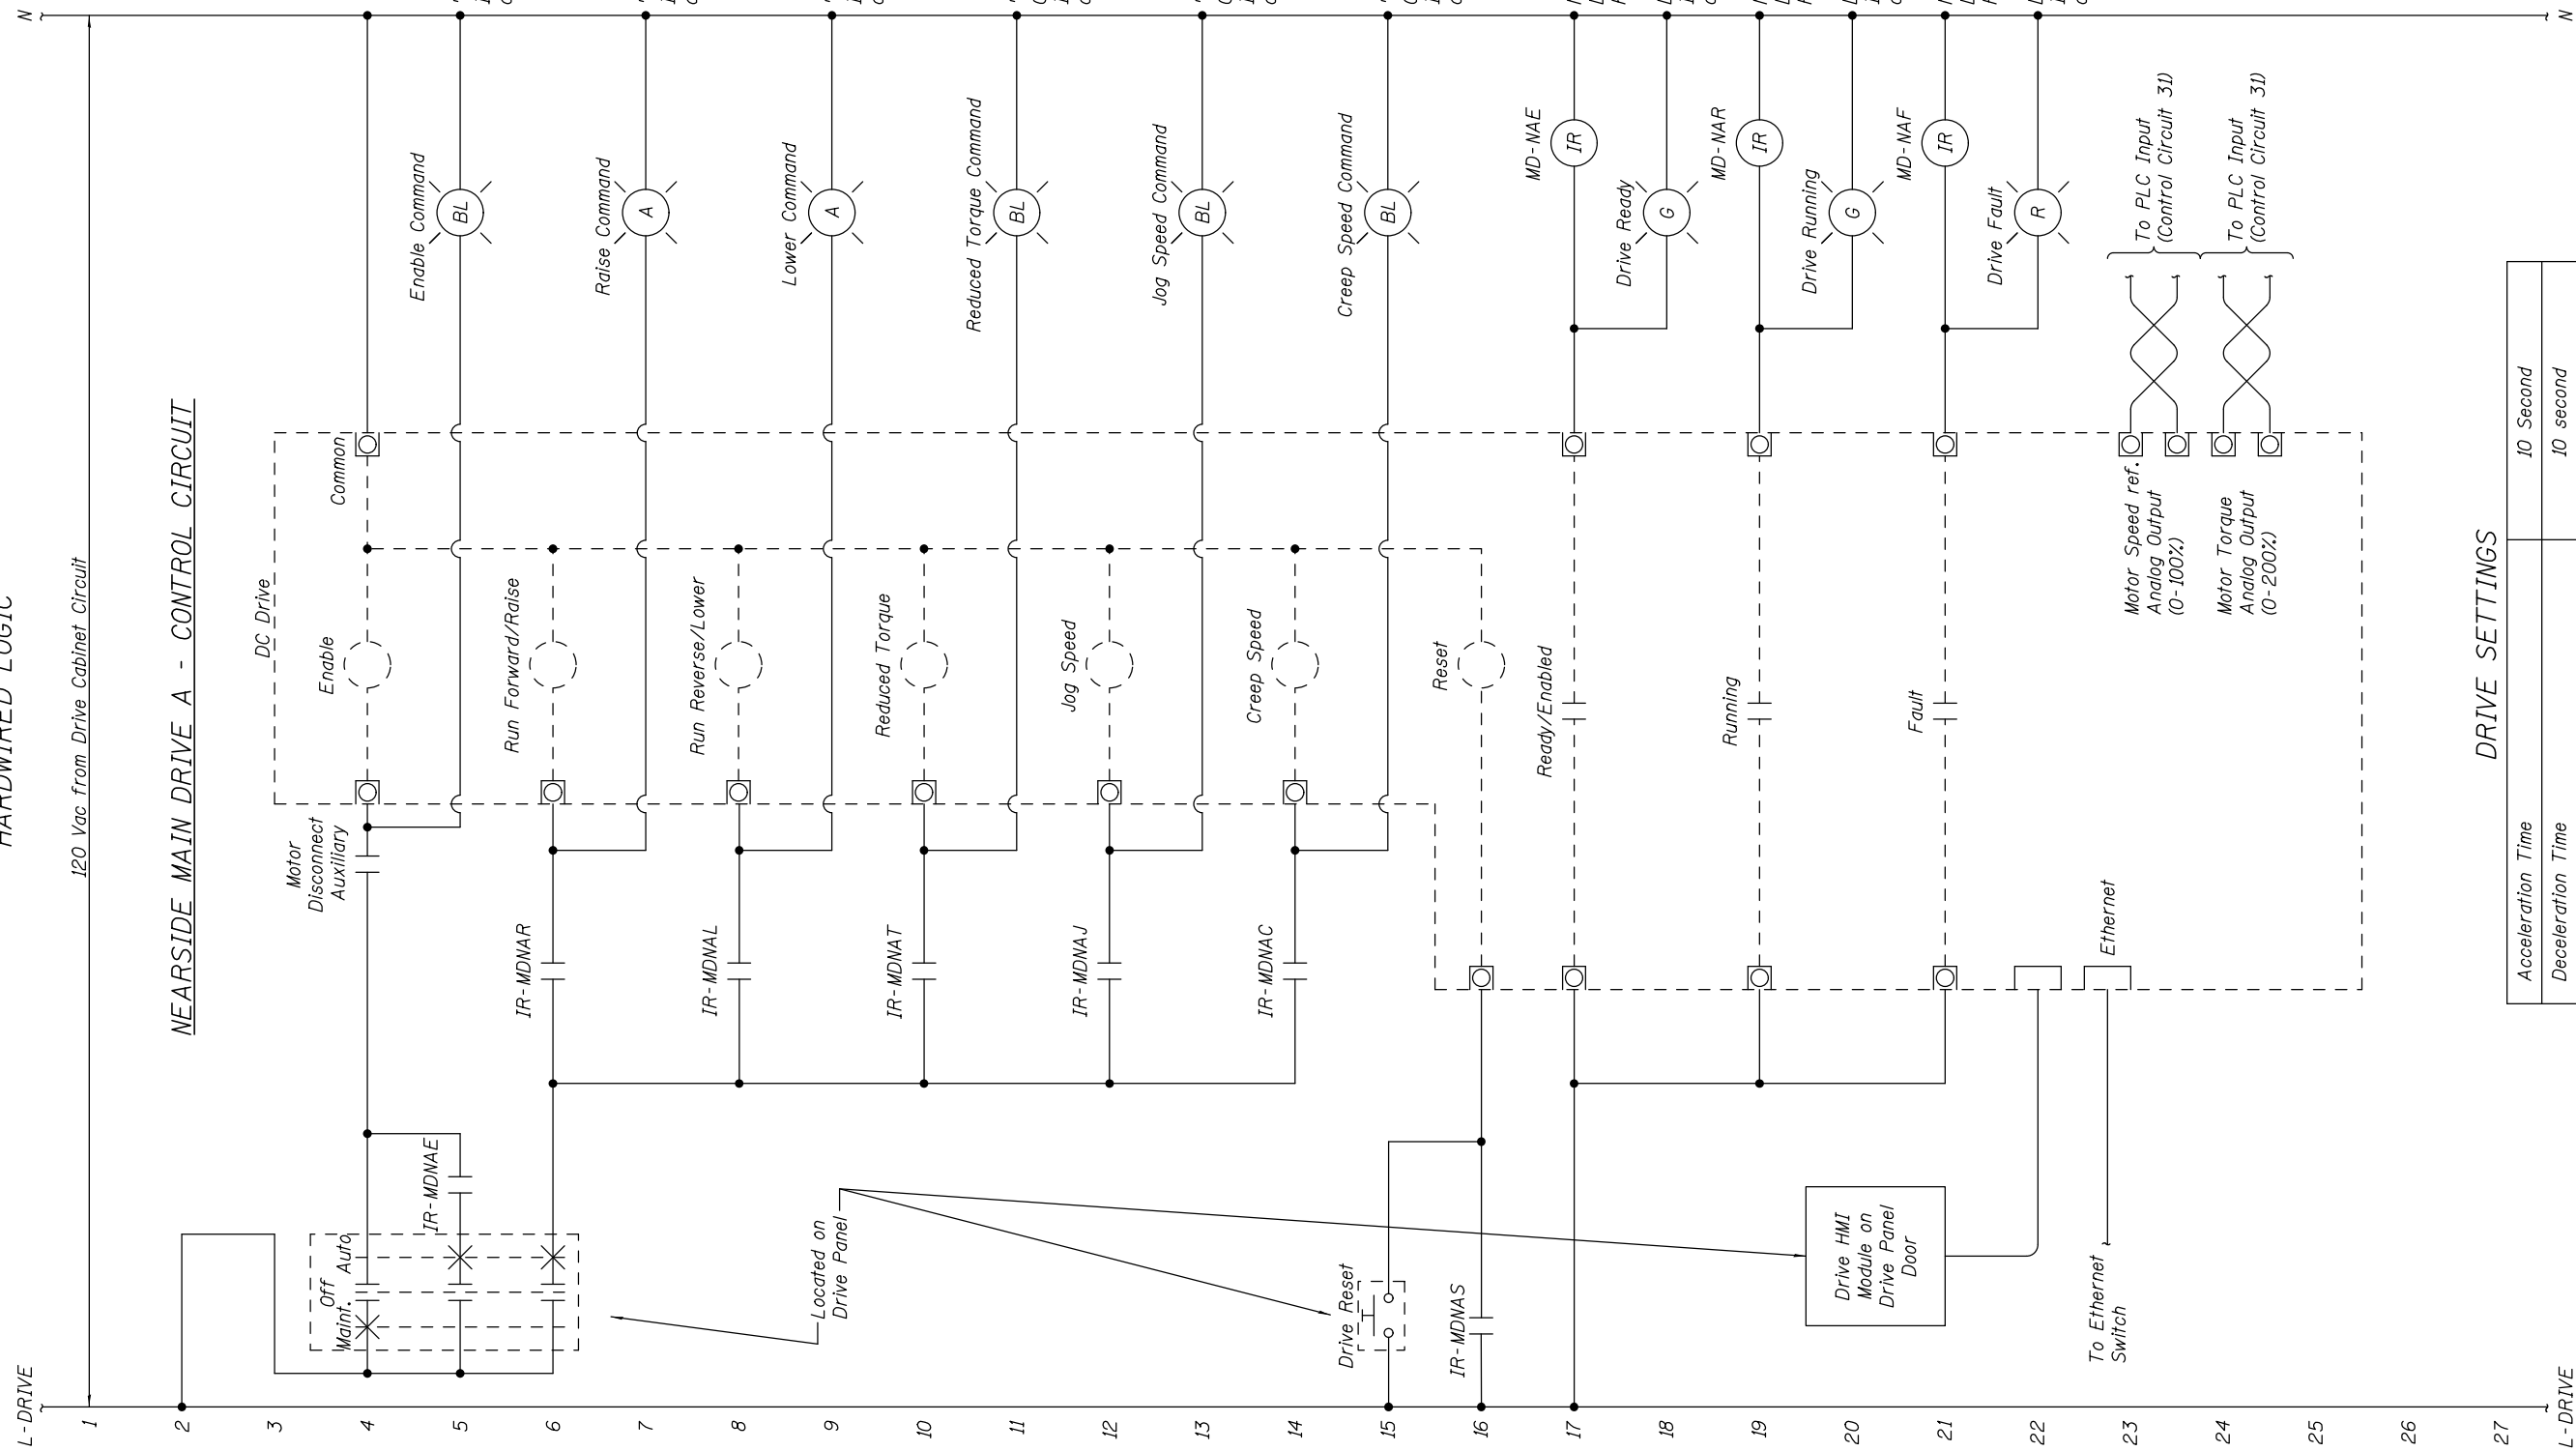 HARDWIRED LOGIC
L-DRIVE
N
1
120 Vac from Drive Cabinet Circuit
2
NEARSIDE MAIN DRIVE A - CONTROL CIRCUIT
3
DC Drive
4
Maint.
Off
Auto
Motor
Disconnect
Auxiliary
Enable
Common
5
IR-MDNAE
Enable Command
BL
6
IR-MDNAR
Run Forward/Raise
7
Raise Command
A
8
IR-MDNAL
Run Reverse/Lower
9
Lower Command
A
Located on
Drive Panel
10
IR-MDNAT
Reduced Torque
11
Reduced Torque Command
BL
12
IR-MDNAJ
Jog Speed
13
Jog Speed Command
BL
14
IR-MDNAC
Creep Speed
15
Drive Reset
Creep Speed Command
BL
16
IR-MDNAS
Reset
17
Ready/Enabled
MD-NAE
IR
18
Drive Ready
G
19
Running
MD-NAR
IR
20
Drive HMI
Module on
Drive Panel
Door
Drive Running
G
21
Fault
MD-NAF
IR
22
Drive Fault
R
23
To Ethernet
Switch
Ethernet
Motor Speed ref.
Analog Output
(0-100%)
To PLC Input
(Control Circuit 31)
24
Motor Torque
Analog Output
(0-200%)
To PLC Input
(Control Circuit 31)
25
26
27
DRIVE SETTINGS
Acceleration Time 10 Second
Deceleration Time 10 second
L-DRIVE
N